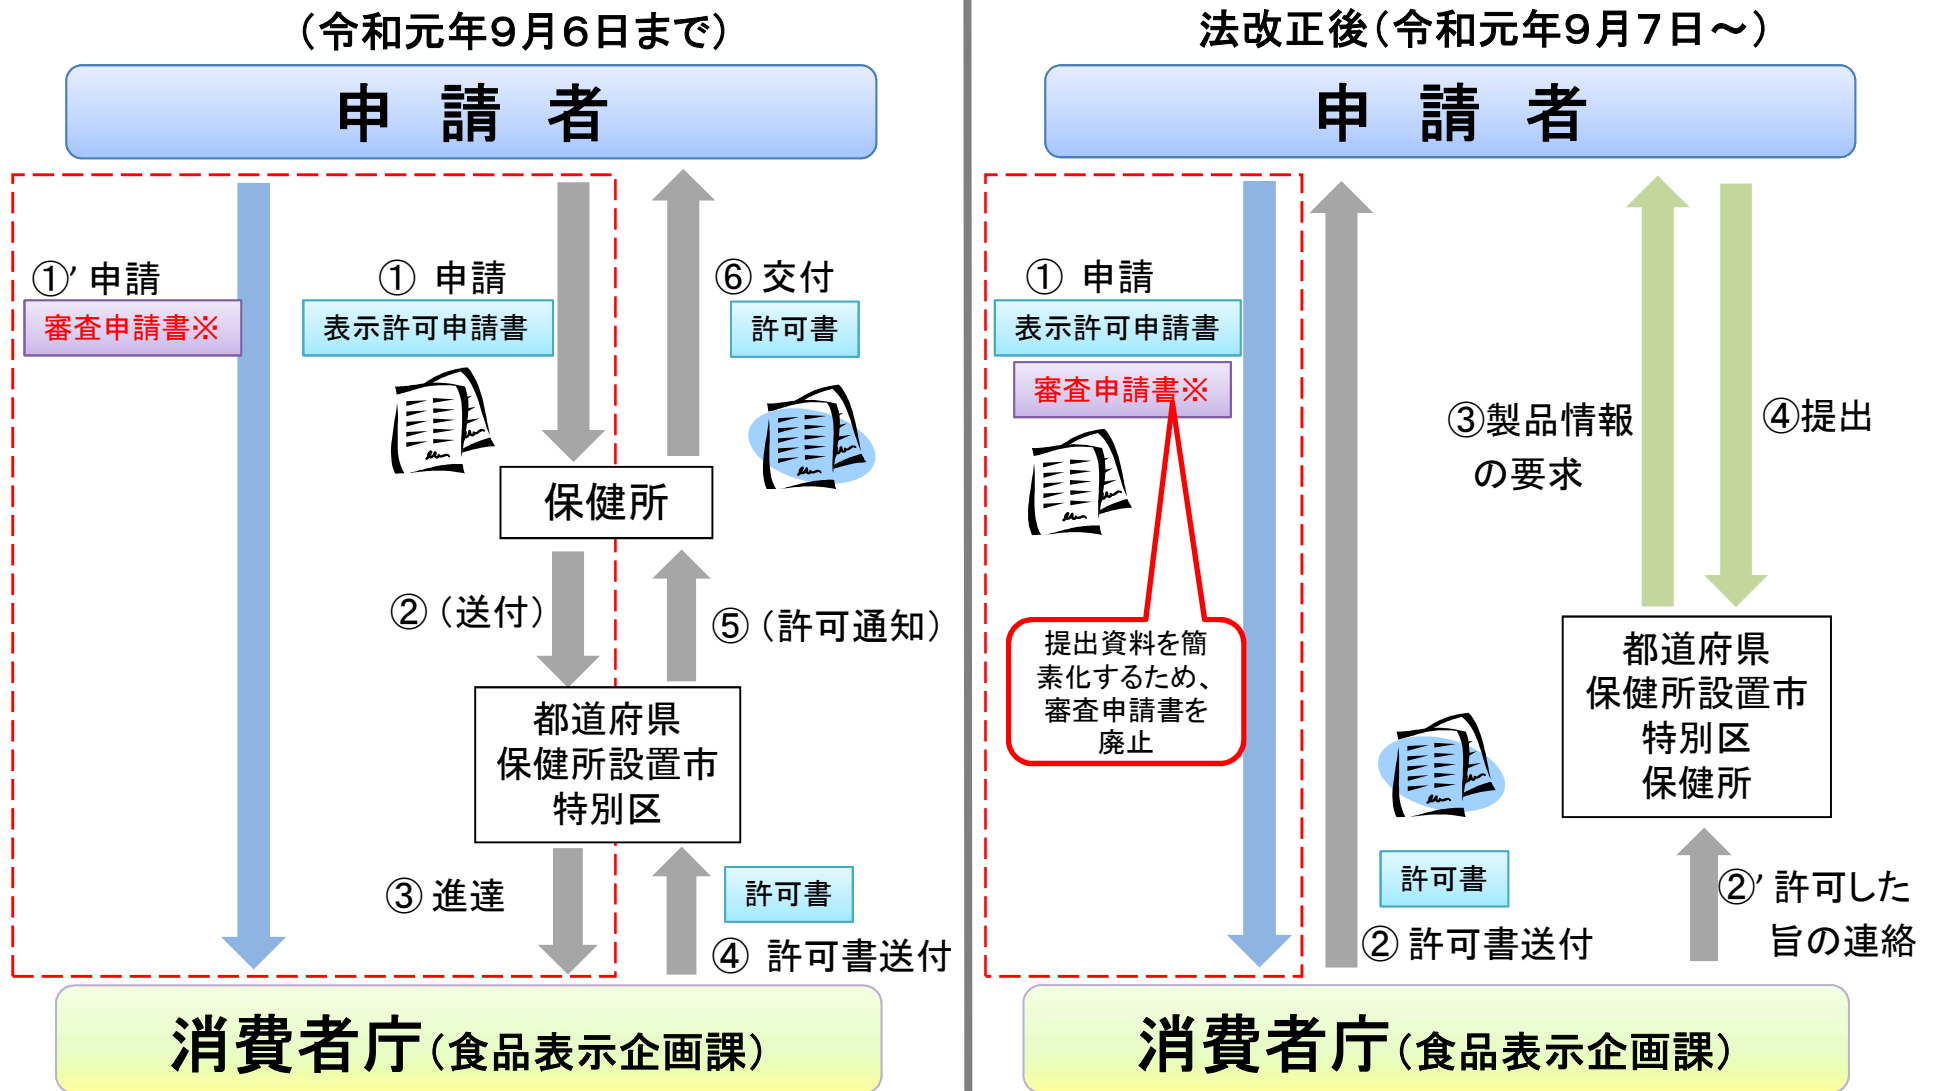 （令和元年９月６日まで）
申 請 者
①’ 申請
審査申請書※
① 申請
表示許可申請書
⑥ 交付
許可書
保健所
②（送付）
⑤（許可通知）
都道府県
保健所設置市
特別区
③ 進達
許可書
④ 許可書送付
消費者庁（食品表示企画課）
法改正後（令和元年９月７日～）
申 請 者
① 申請
表示許可申請書
審査申請書※
提出資料を簡
素化するため、
審査申請書を
廃止
③製品情報
の要求
④提出
都道府県
保健所設置市
特別区
保健所
許可書
② 許可書送付
②’ 許可した
旨の連絡
消費者庁（食品表示企画課）